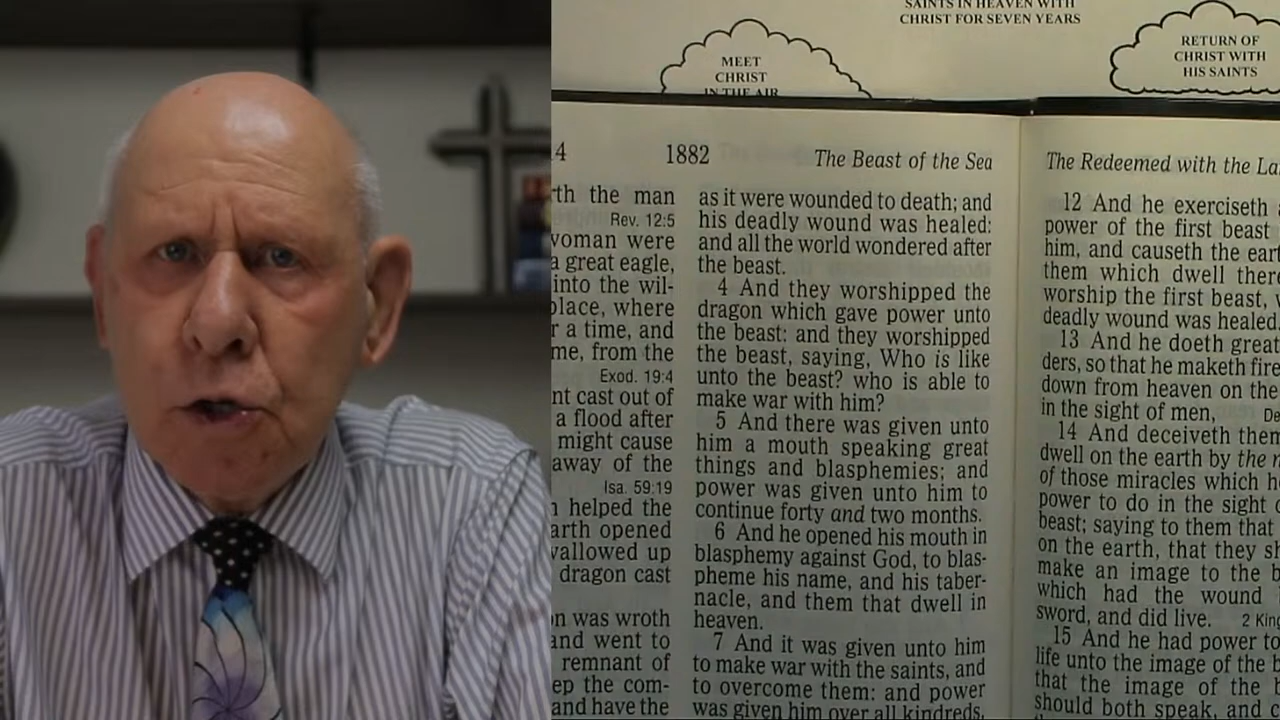 SAINTS IN HEAVEN WITH
CHRIST FOR SEVEN YEARS
MEET
CHRIST
IN THE AIR
RETURN OF
CHRIST WITH
HIS SAINTS
4
1882
The Beast of the Sea
the man
Rev. 12:5
were
a great eagle,
into the wil-
place, where
a time, and
from the
Exod. 19:4
cast out of
a flood after
might cause
away of the
Isa. 59:19
helped the
opened
up
dragon cast
was wroth
and went to
remnant of
the com-
and have the
as it were wounded to death; and
his deadly wound was healed:
and all the world wondered after
the beast.
4 And they worshipped the
dragon which gave power unto
the beast: and they worshipped
the beast, saying, Who is like
unto the beast? who is able to
make war with him?
5 And there was given unto
him a mouth speaking great
things and blasphemies; and
power was given unto him to
continue forty and two months.
6 And he opened his mouth in
blasphemy against God, to blas-
pheme his name, and his taber-
nacle, and them that dwell in
heaven.
7 And it was given unto him
to make war with the saints, and
to overcome them: and power
was given him over all kindreds,
The Redeemed with the
12 And he exerciseth
power of the first beast
him, and causeth the
them which dwell
worship the first beast,
deadly wound was healed
13 And he doeth great
ders, so that he maketh fire
down from heaven on the
in the sight of men,
14 And deceiveth them
dwell on the earth by the
of those miracles which
power to do in the sight
beast; saying to them that
on the earth, that they
make an image to the
which had the wound
sword, and did live. 2
15 And he had power to
life unto the image of the
that the image of the
should both speak, and